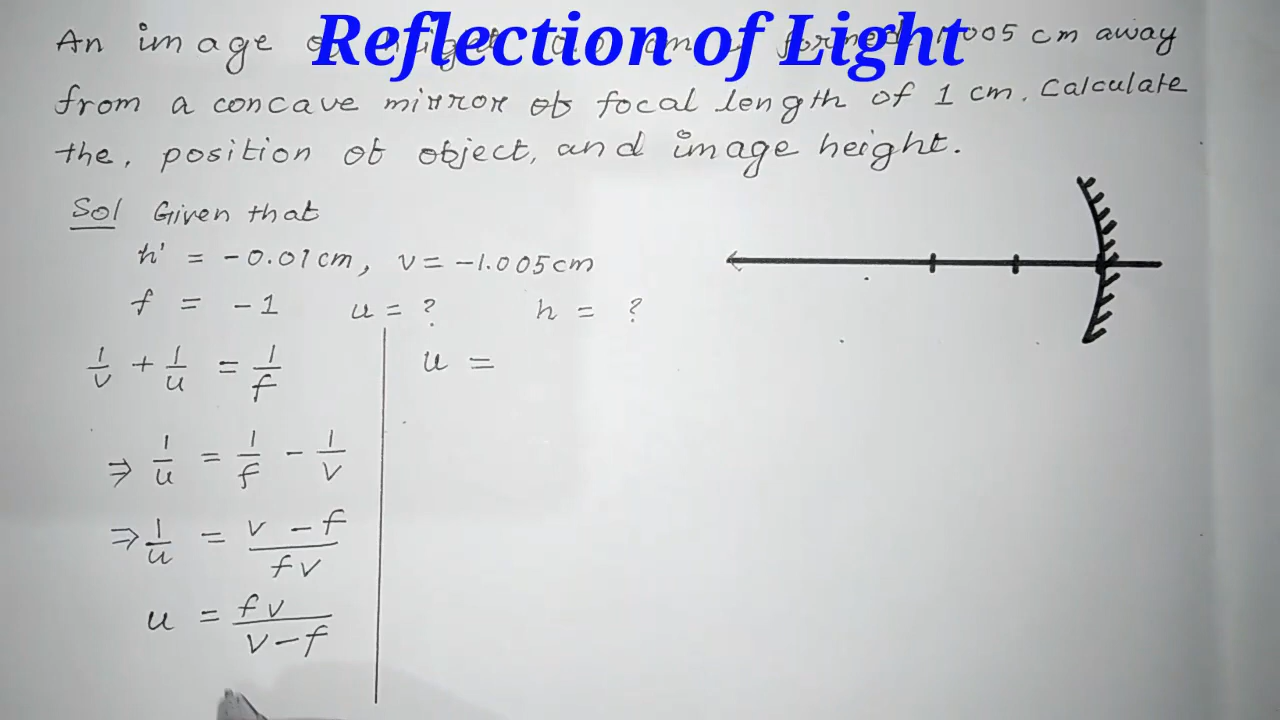 Reflection of Light
An image 1.005 cm away
from a concave mirror of focal length of 1 cm. Calculate
the, position of object, and image height.
Sol Given that
h' = -0.01cm, v = -1.005cm
f = -1 u = ? h = ?
1/v + 1/u = 1/f
u =
⇒ 1/u = 1/f - 1/v
⇒ 1/u = v - f / fv
u = fv / v-f